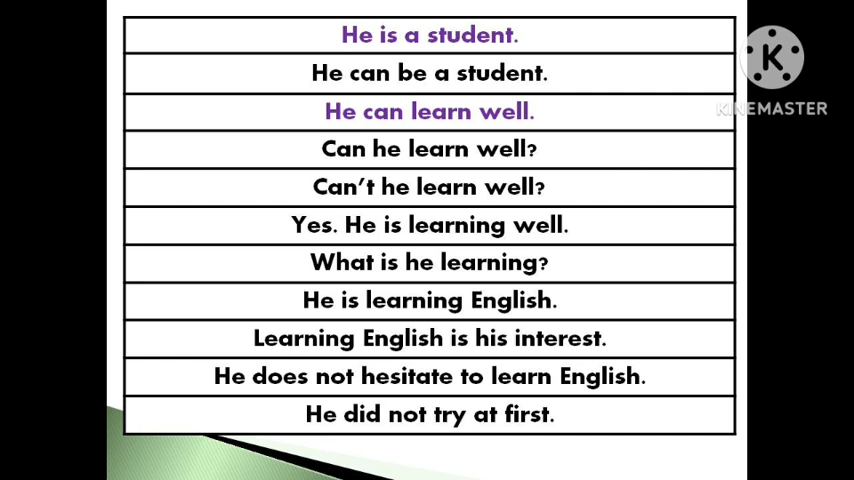 He is a student.
He can be a student.
He can learn well.
Can he learn well?
Can't he learn well?
Yes. He is learning well.
What is he learning?
He is learning English.
Learning English is his interest.
He does not hesitate to learn English.
He did not try at first.
K
KINEMASTER